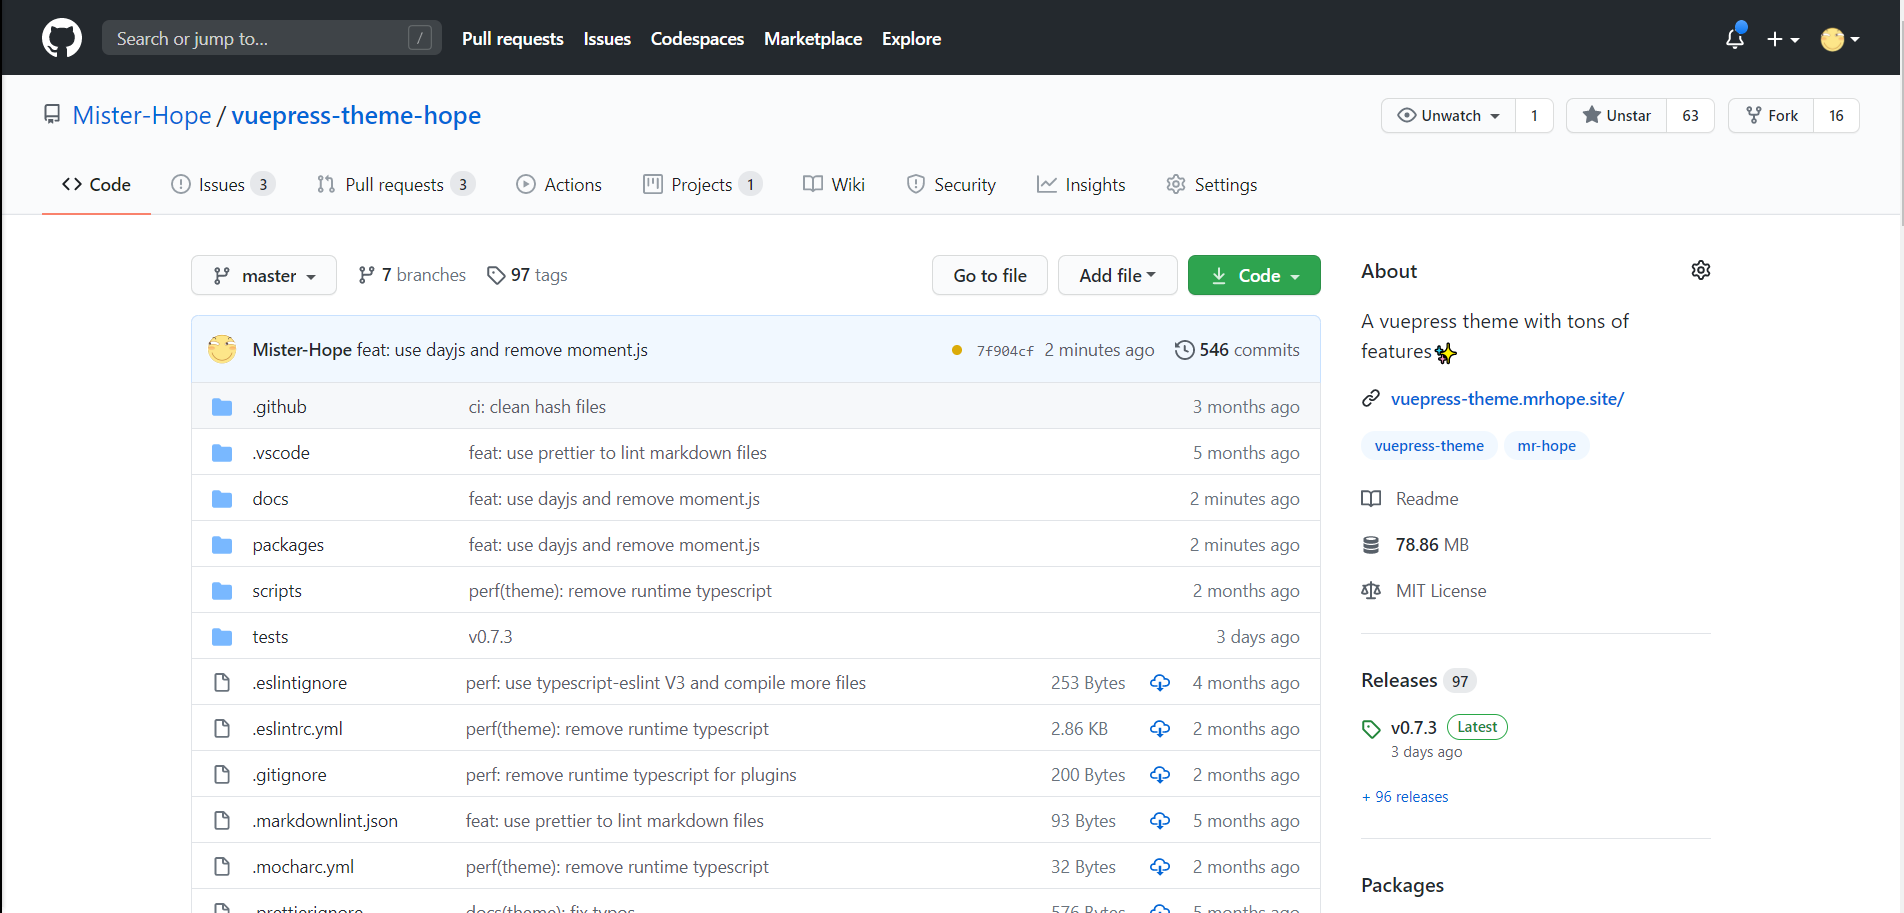 Search or jump to... /
Pull requests Issues Codespaces Marketplace Explore
Mister-Hope / vuepress-theme-hope
Unwatch 1 Unstar 63 Fork 16
Code Issues 3 Pull requests 3 Actions Projects 1 Wiki Security Insights Settings
master 7 branches 97 tags Go to file Add file Code
Mister-Hope feat: use dayjs and remove moment.js 7f904cf 2 minutes ago 546 commits
.github ci: clean hash files 3 months ago
.vscode feat: use prettier to lint markdown files 5 months ago
docs feat: use dayjs and remove moment.js 2 minutes ago
packages feat: use dayjs and remove moment.js 2 minutes ago
scripts perf(theme): remove runtime typescript 2 months ago
tests v0.7.3 3 days ago
.eslintignore perf: use typescript-eslint V3 and compile more files 253 Bytes 4 months ago
.eslintrc.yml perf(theme): remove runtime typescript 2.86 KB 2 months ago
.gitignore perf: remove runtime typescript for plugins 200 Bytes 2 months ago
.markdownlint.json feat: use prettier to lint markdown files 93 Bytes 5 months ago
.mocharc.yml perf(theme): remove runtime typescript 32 Bytes 2 months ago
.prettierignore docs(theme): fix typos 576 Bytes 5 months ago
About
A vuepress theme with tons of
features✨
vuepress-theme.mrhope.site/
vuepress-theme mr-hope
Readme
78.86 MB
MIT License
Releases 97
v0.7.3 Latest
3 days ago
+ 96 releases
Packages